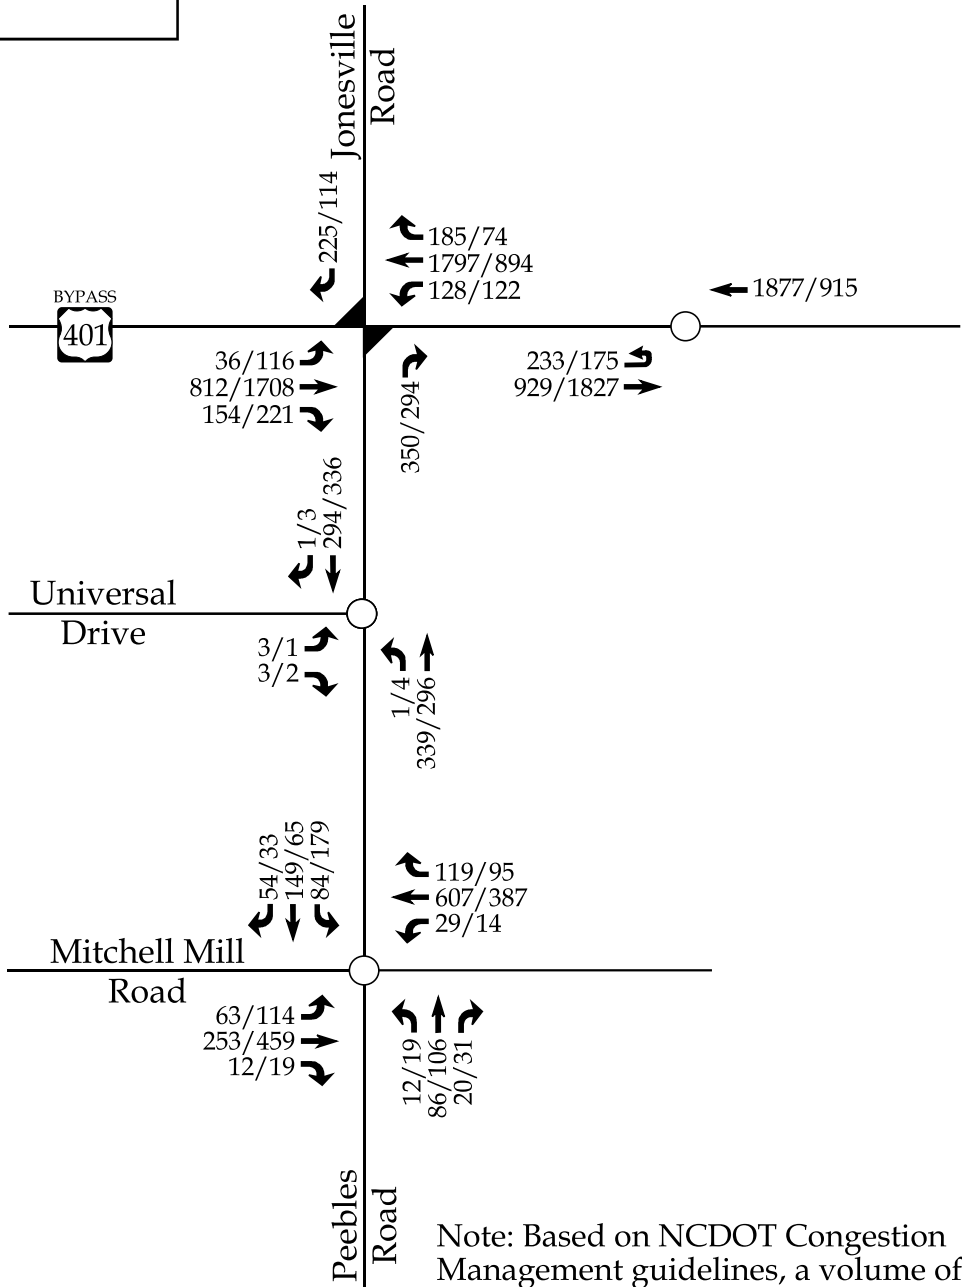 Jonesville
Road
225/114
185/74
1797/894
128/122
1877/915
BYPASS
401
36/116
812/1708
154/221
350/294
233/175
929/1827
1/3
294/336
Universal
Drive
3/1
3/2
1/4
339/296
54/33
149/65
84/179
119/95
607/387
29/14
Mitchell Mill
Road
63/114
253/459
12/19
12/19
86/106
20/31
Peebles
Road
Note: Based on NCDOT Congestion
Management guidelines, a volume of